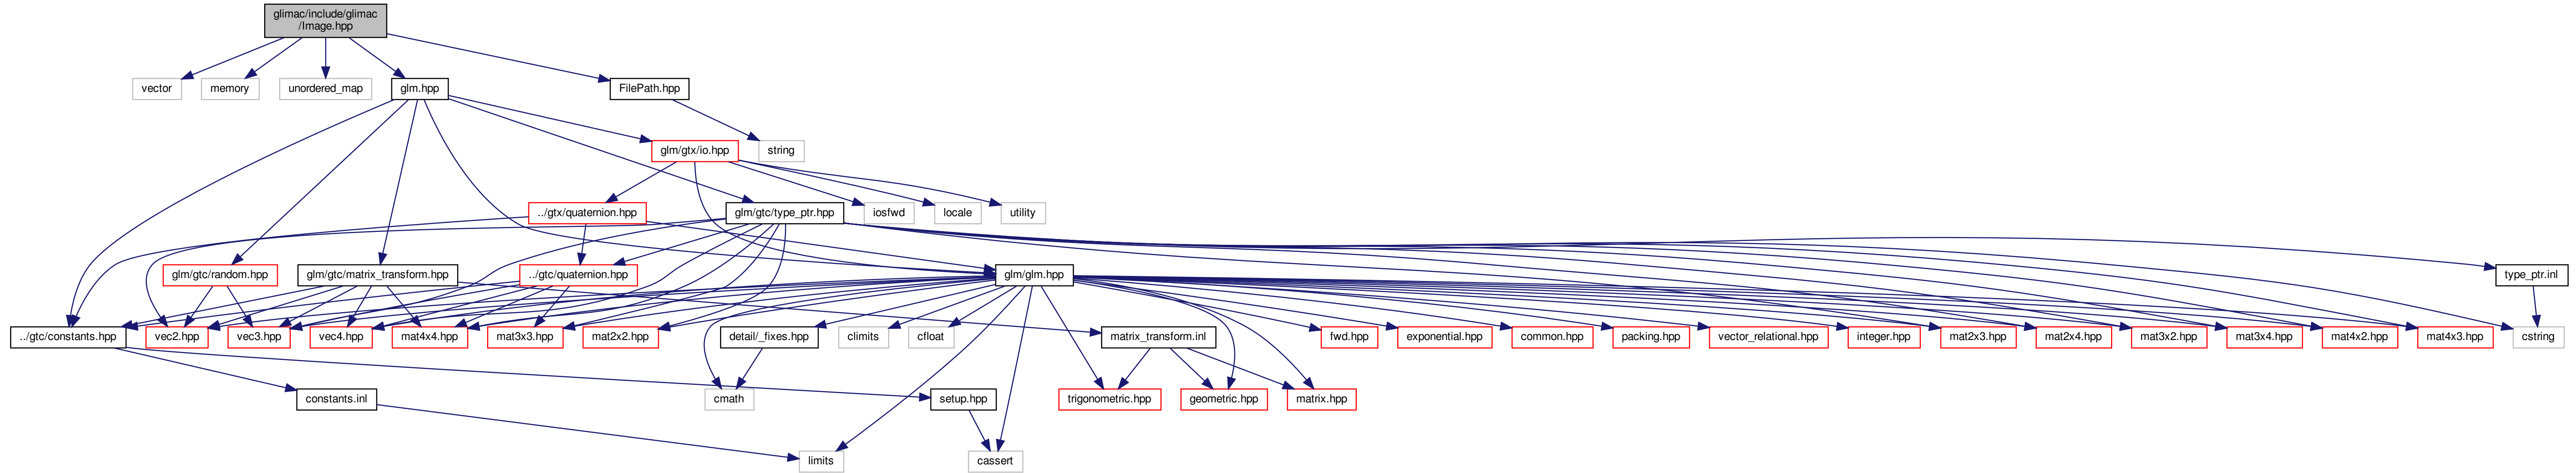 glimac/include/glimac
/Image.hpp
vector
memory
unordered_map
glm.hpp
FilePath.hpp
glm/gtx/io.hpp
string
../gtx/quaternion.hpp
glm/gtc/type_ptr.hpp
iosfwd
locale
utility
glm/gtc/random.hpp
glm/gtc/matrix_transform.hpp
../gtc/quaternion.hpp
glm/glm.hpp
type_ptr.inl
../gtc/constants.hpp
vec2.hpp
vec3.hpp
vec4.hpp
mat4x4.hpp
mat3x3.hpp
mat2x2.hpp
detail/_fixes.hpp
climits
cfloat
matrix_transform.inl
fwd.hpp
exponential.hpp
common.hpp
packing.hpp
vector_relational.hpp
integer.hpp
mat2x3.hpp
mat2x4.hpp
mat3x2.hpp
mat3x4.hpp
mat4x2.hpp
mat4x3.hpp
cstring
constants.inl
cmath
setup.hpp
trigonometric.hpp
geometric.hpp
matrix.hpp
limits
cassert